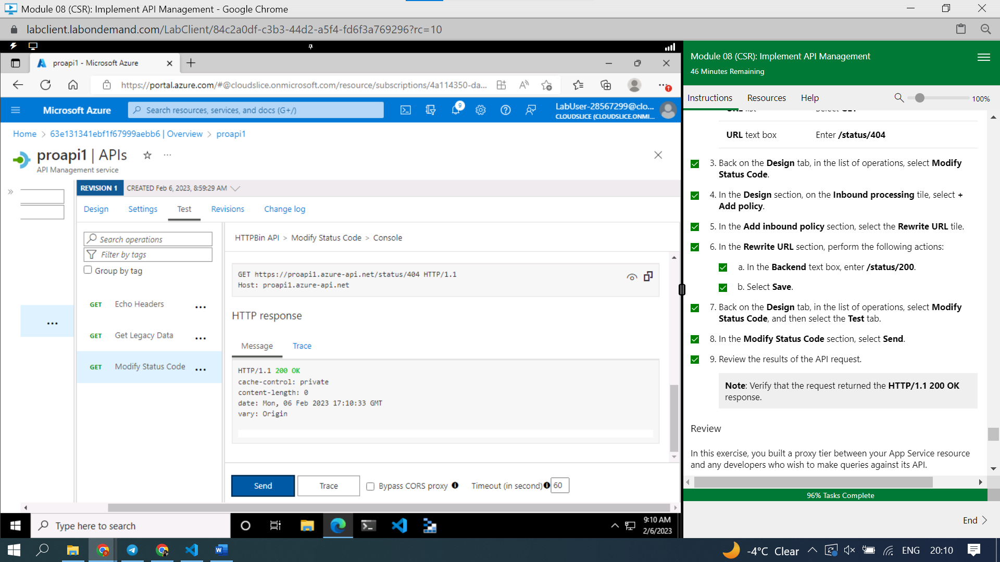 Module 08 (CSR): Implement API Management - Google Chrome
labclient.labondemand.com/LabClient/84c2a0df-c3b3-44d2-a5f4-fd6f3a769296?rc=10
proapi1 - Microsoft Azure
https://portal.azure.com/#@cloudslice.onmicrosoft.com/resource/subscriptions/4a114350-da...
Microsoft Azure
Search resources, services, and docs (G+/)
9
LabUser-28567299@clo...
CLOUDSLICE (CLOUDSLICE.ONMI...
Home > 63e131341ebf1f67999aebb6 | Overview > proapi1
proapi1 | APIs
API Management service
REVISION 1 CREATED Feb 6, 2023, 8:59:29 AM
Design Settings Test Revisions Change log
Search operations
Filter by tags
Group by tag
GET Echo Headers ...
GET Get Legacy Data ...
GET Modify Status Code ...
HTTPBin API > Modify Status Code > Console
GET https://proapi1.azure-api.net/status/404 HTTP/1.1
Host: proapi1.azure-api.net
HTTP response
Message Trace
HTTP/1.1 200 OK
cache-control: private
content-length: 0
date: Mon, 06 Feb 2023 17:10:33 GMT
vary: Origin
Send Trace Bypass CORS proxy Timeout (in second) 60
Type here to search
9:10 AM
2/6/2023
Module 08 (CSR): Implement API Management
46 Minutes Remaining
Instructions Resources Help 100%
URL list Select GET
URL text box Enter /status/404
3. Back on the Design tab, in the list of operations, select Modify
Status Code.
4. In the Design section, on the Inbound processing tile, select +
Add policy.
5. In the Add inbound policy section, select the Rewrite URL tile.
6. In the Rewrite URL section, perform the following actions:
a. In the Backend text box, enter /status/200.
b. Select Save.
7. Back on the Design tab, in the list of operations, select Modify
Status Code, and then select the Test tab.
8. In the Modify Status Code section, select Send.
9. Review the results of the API request.
Note: Verify that the request returned the HTTP/1.1 200 OK
response.
Review
In this exercise, you built a proxy tier between your App Service resource
and any developers who wish to make queries against its API.
96% Tasks Complete
End >
-4°C Clear ENG 20:10